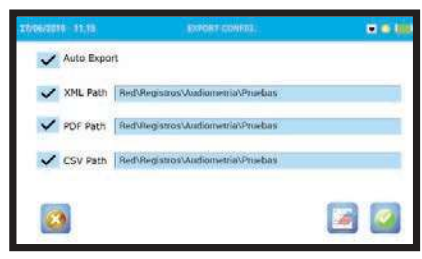 27/06/2016 11,15 EXPORT CONFIG.
Auto Export
XML Path Red\Registros\Audiometria\Pruebas
PDF Path Red\Registros\Audiometria\Pruebas
CSV Path Red\Registros\Audiometria\Pruebas